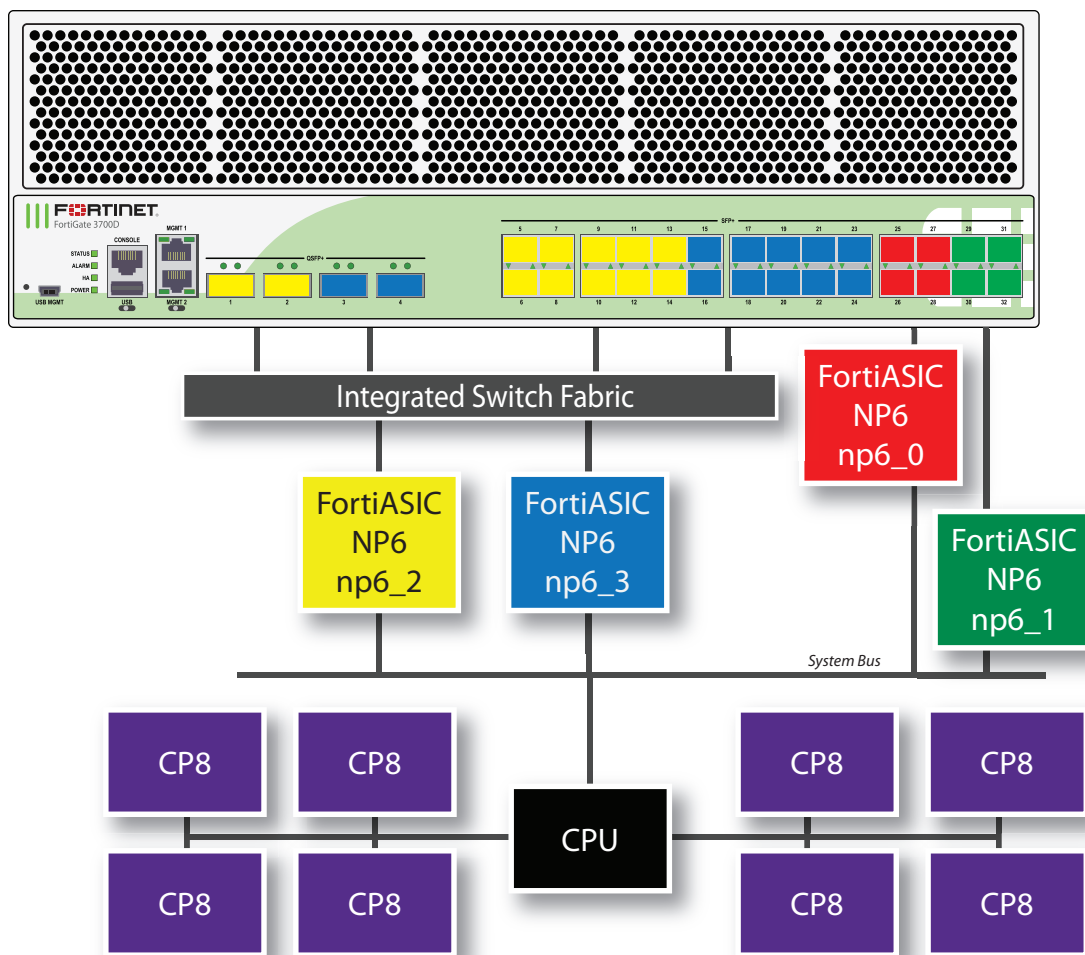 FORTINET
FortiGate 3700D
STATUS
ALARM
HA
POWER
USB MGMT
CONSOLE
USB
MGMT 1
MGMT 2
QSFP+
1 2 3 4
SFP+
5 7 9 11 13 15 17 19 21 23 25 27 29 31
6 8 10 12 14 16 18 20 22 24 26 28 30 32
Integrated Switch Fabric
FortiASIC
NP6
np6_0
FortiASIC
NP6
np6_2
FortiASIC
NP6
np6_3
FortiASIC
NP6
np6_1
System Bus
CP8 CP8 CP8 CP8
CPU
CP8 CP8 CP8 CP8